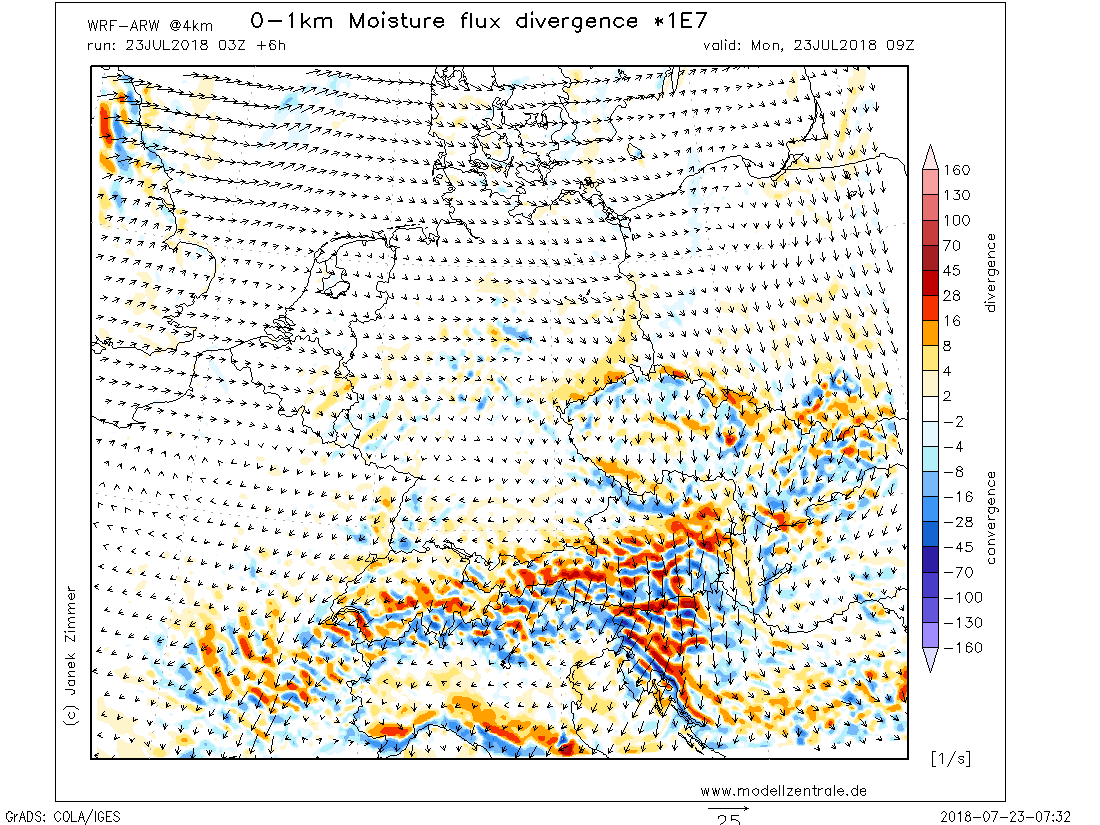 WRF-ARW @4km 0-1km Moisture flux divergence *1E7
run: 23JUL2018 03Z +6h valid: Mon, 23JUL2018 09Z
160
130
100
70
45
28
16
8
4
2
-2
-4
-8
-16
-28
-45
-70
-100
-130
-160
divergence
convergence
[1/s]
(c) Janek Zimmer
www.modellzentrale.de
25
GrADS: COLA/IGES 2018-07-23-07:32